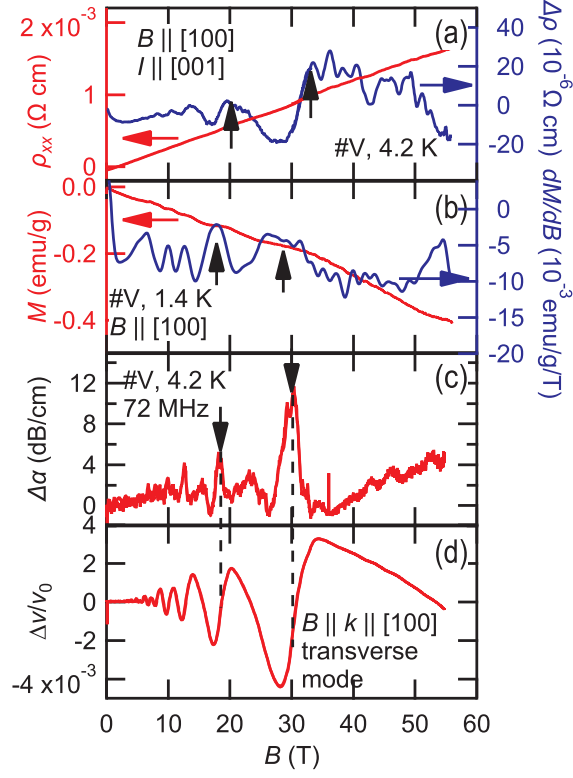 2 x10⁻³
1
0
ρxx (Ω cm)
B || [100]
I || [001]
(a)
#V, 4.2 K
40
20
0
-20
Δρ (10⁻⁶ Ω cm)
0.0
-0.2
-0.4
M (emu/g)
(b)
#V, 1.4 K
B || [100]
0
-5
-10
-15
-20
dM/dB (10⁻³ emu/g/T)
12
8
4
0
Δα (dB/cm)
#V, 4.2 K
72 MHz
(c)
4
2
0
-2
-4 x10⁻³
Δv/v₀
(d)
B || k || [100]
transverse
mode
0 10 20 30 40 50 60
B (T)